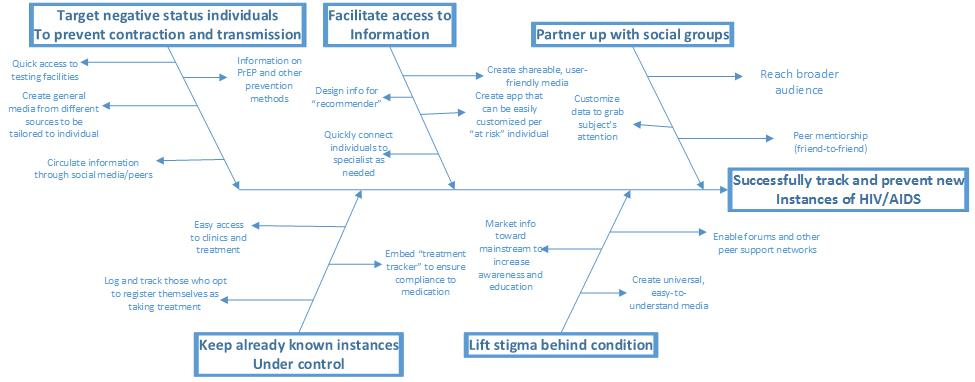 Target negative status individuals
To prevent contraction and transmission
Quick access to
testing facilities
Create general
media from different
sources to be
tailored to individual
Circulate information
through social media/peers
Information on
PrEP and other
prevention
methods
Facilitate access to
Information
Design info for
"recommender"
Quickly connect
individuals to
specialist as
needed
Create shareable, user-
friendly media
Create app that
can be easily
customized per
"at risk" individual
Partner up with social groups
Customize
data to grab
subject's
attention
Reach broader
audience
Peer mentorship
(friend-to-friend)
Successfully track and prevent new
Instances of HIV/AIDS
Easy access
to clinics and
treatment
Log and track those who opt
to register themselves as
taking treatment
Embed "treatment
tracker" to ensure
compliance to
medication
Keep already known instances
Under control
Market info
toward
mainstream to
increase
awareness and
education
Enable forums and other
peer support networks
Create universal,
easy-to-
understand media
Lift stigma behind condition